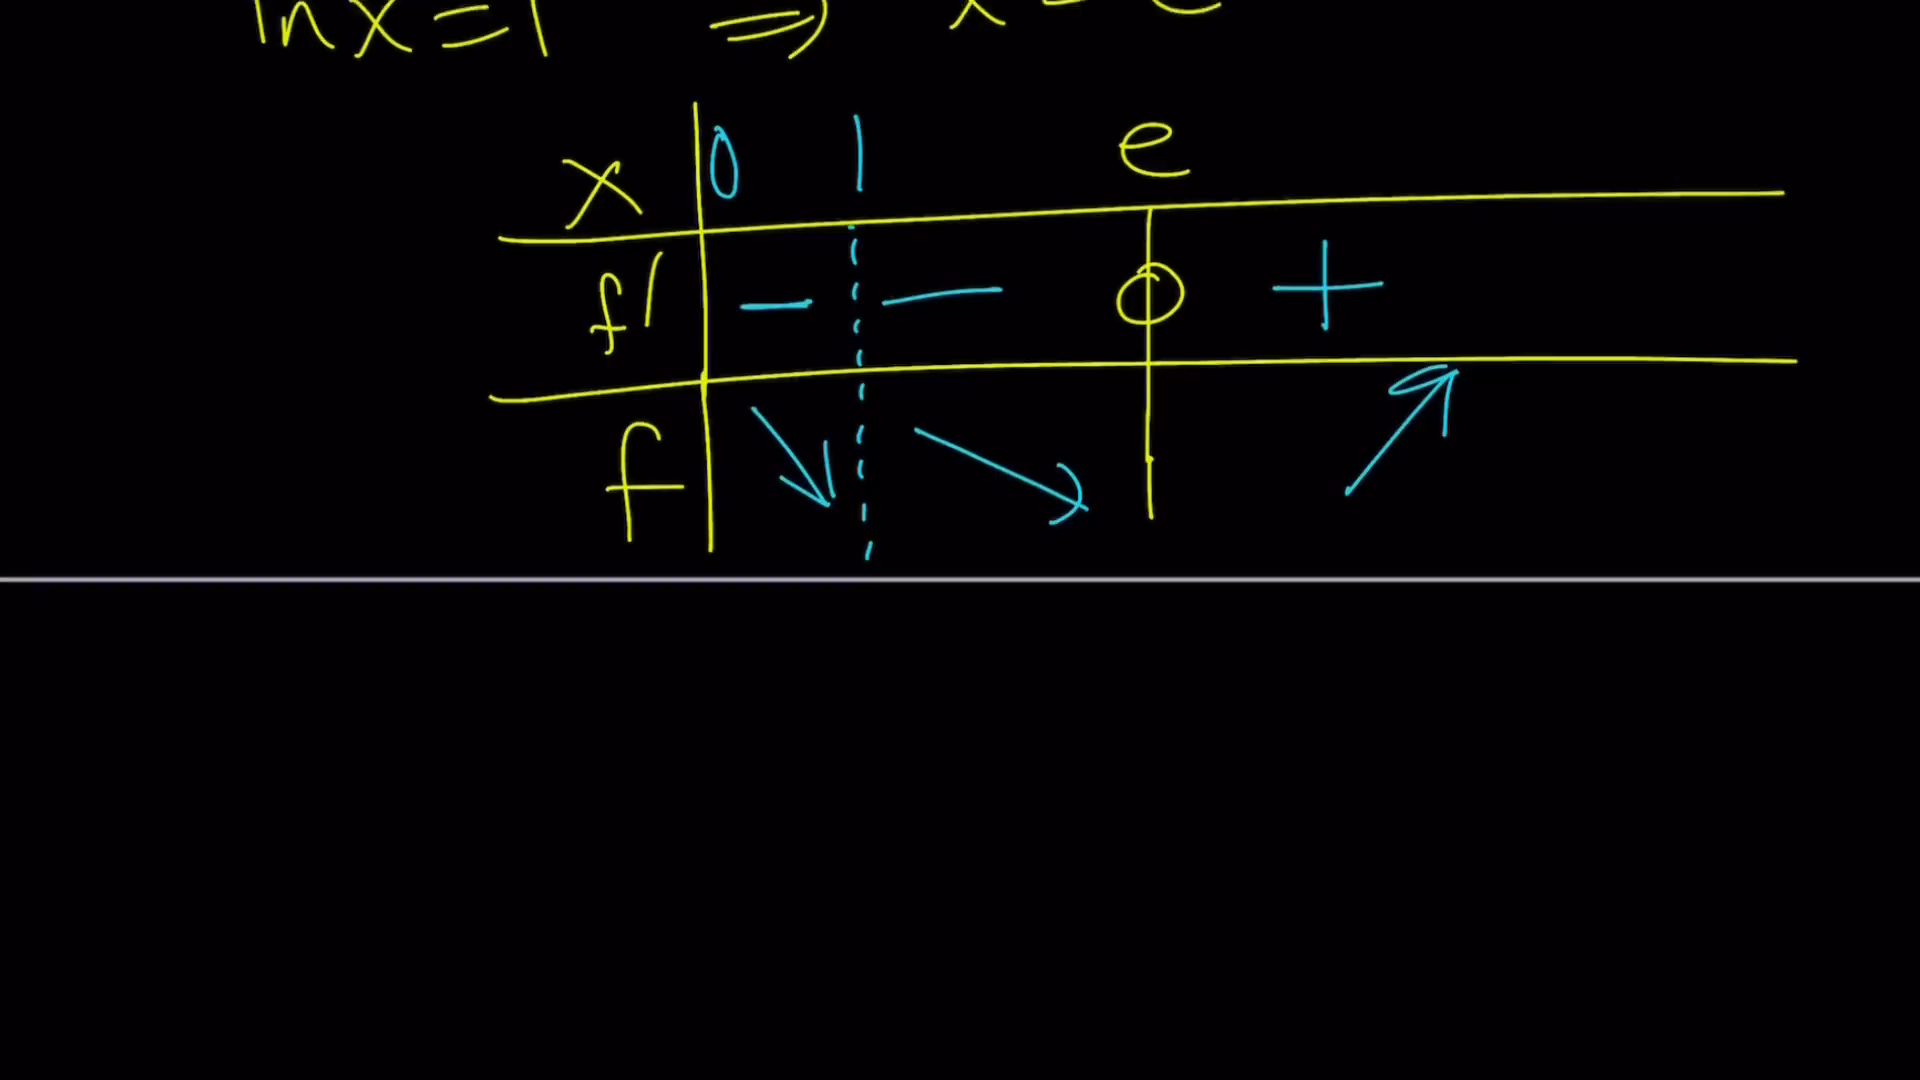 ln x = 1 ⇒ x = e
x 0 1 e
f' − − 0 +
f ↘ ↘ ↗